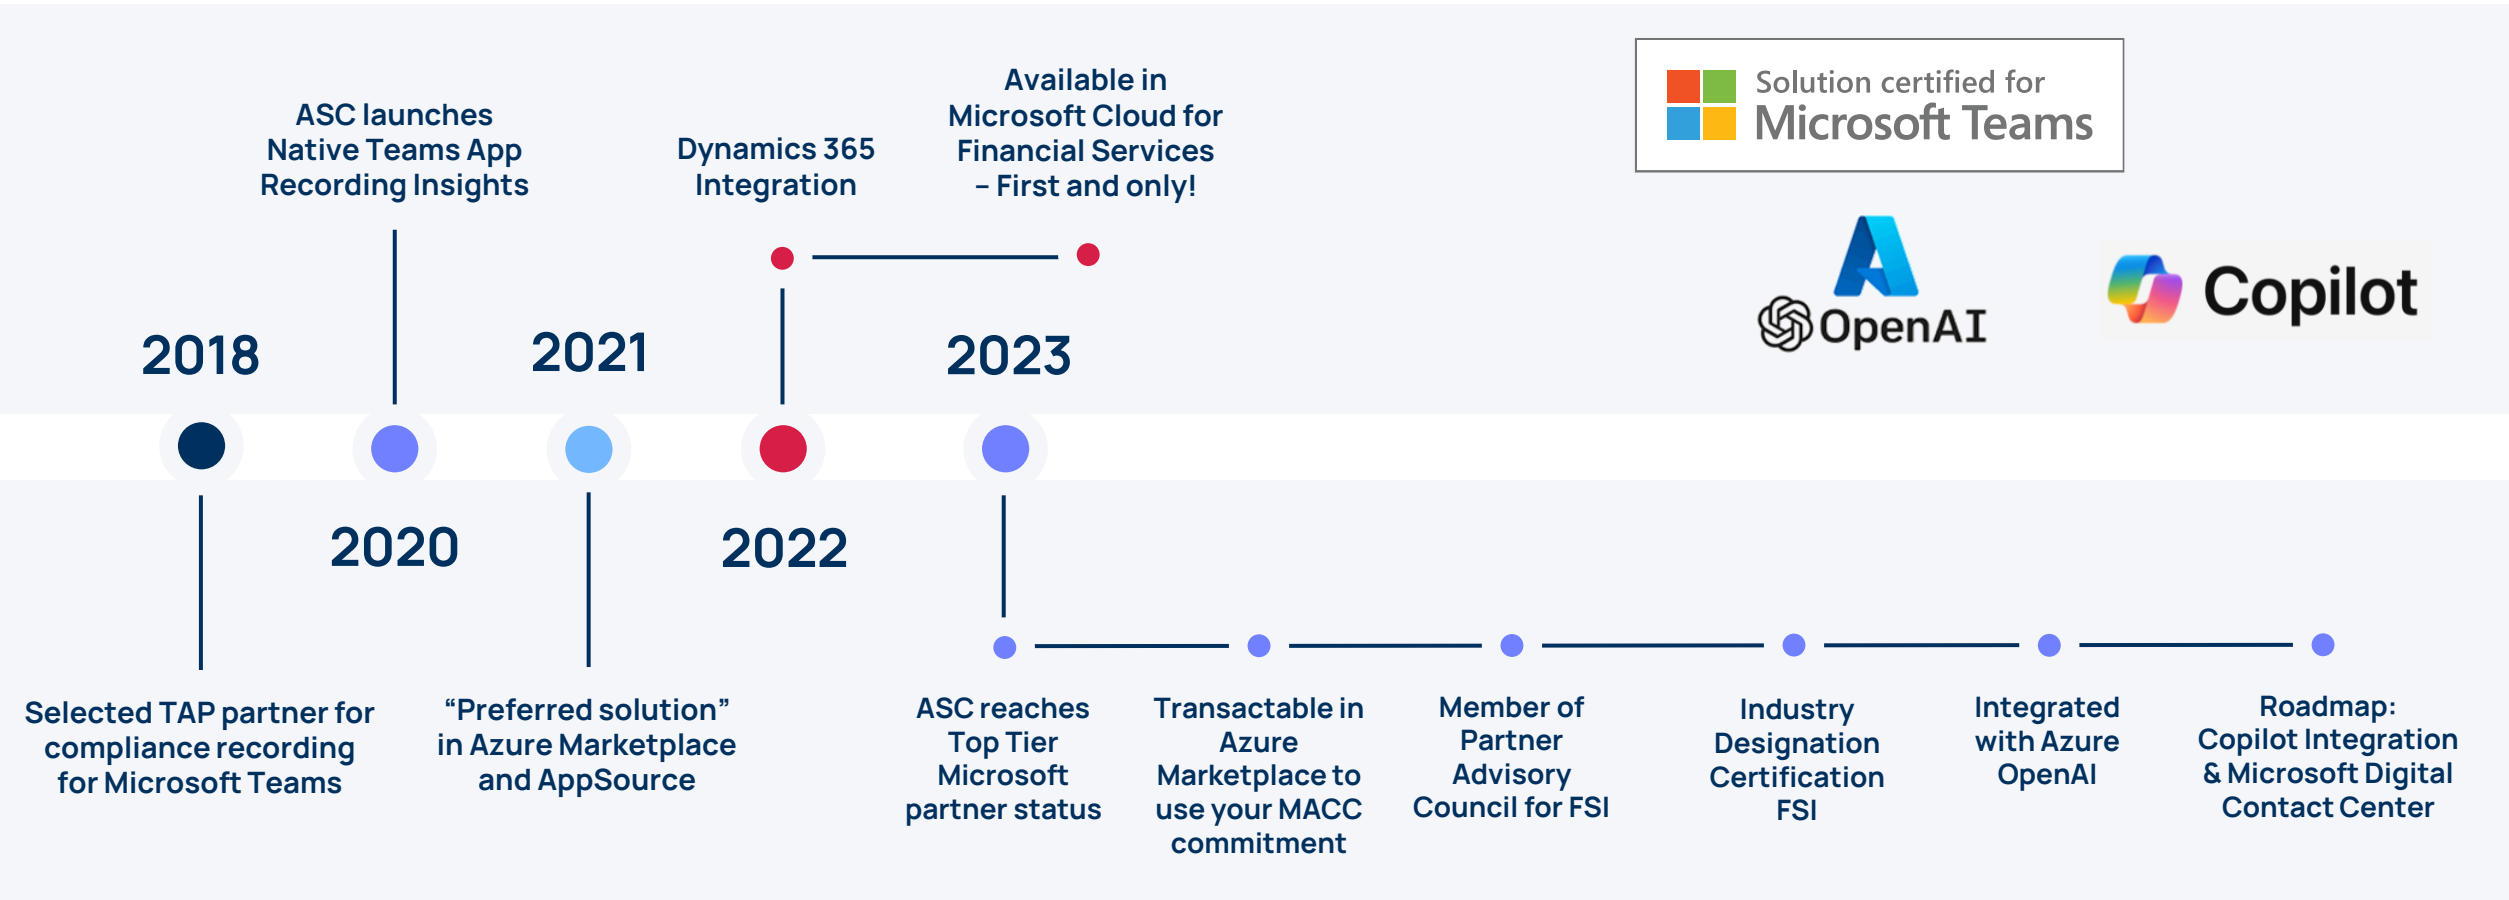 ASC launches
Native Teams App
Recording Insights
Dynamics 365
Integration
Available in
Microsoft Cloud for
Financial Services
– First and only!
Solution certified for
Microsoft Teams
OpenAI
Copilot
2018
2020
2021
2022
2023
Selected TAP partner for
compliance recording
for Microsoft Teams
“Preferred solution”
in Azure Marketplace
and AppSource
ASC reaches
Top Tier
Microsoft
partner status
Transactable in
Azure
Marketplace to
use your MACC
commitment
Member of
Partner
Advisory
Council for FSI
Industry
Designation
Certification
FSI
Integrated
with Azure
OpenAI
Roadmap:
Copilot Integration
& Microsoft Digital
Contact Center